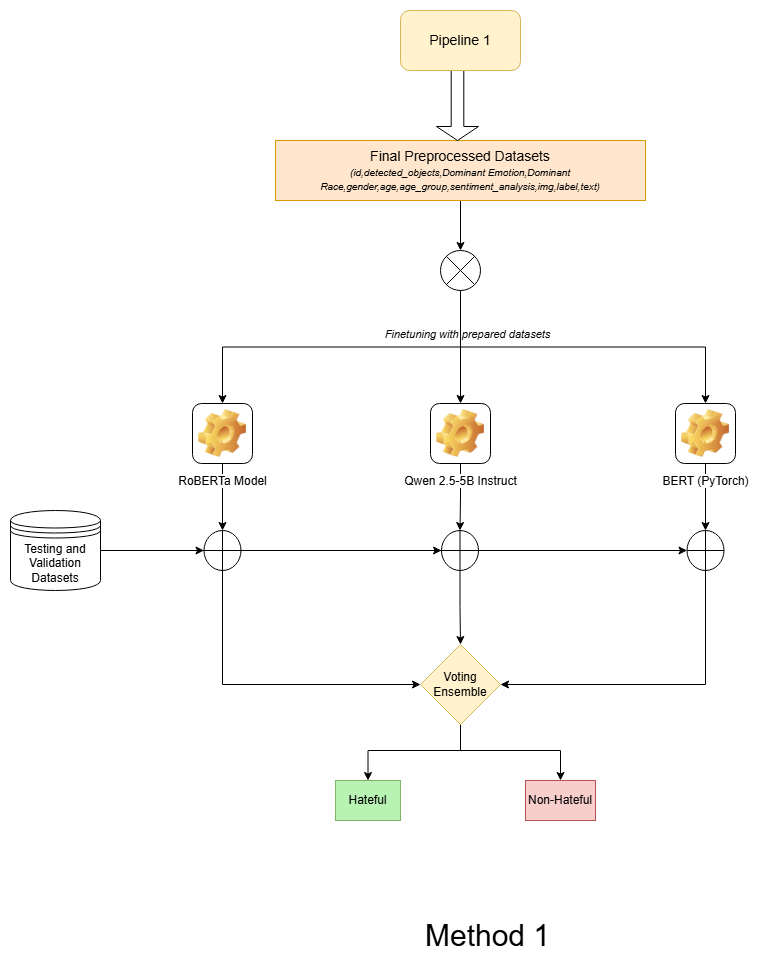 Pipeline 1
Final Preprocessed Datasets
(id,detected_objects,Dominant Emotion,Dominant
Race,gender,age,age_group,sentiment_analysis,img,label,text)
Finetuning with prepared datasets
RoBERTa Model
Qwen 2.5-5B Instruct
BERT (PyTorch)
Testing and
Validation
Datasets
Voting
Ensemble
Hateful
Non-Hateful
Method 1